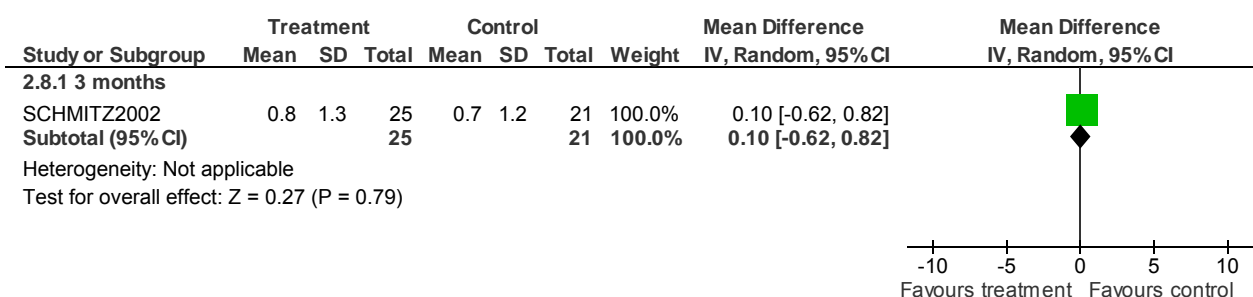 Treatment Control Mean Difference Mean Difference
Study or Subgroup Mean SD Total Mean SD Total Weight IV, Random, 95% CI IV, Random, 95% CI
2.8.1 3 months
SCHMITZ2002 0.8 1.3 25 0.7 1.2 21 100.0% 0.10 [-0.62, 0.82]
Subtotal (95% CI) 25 21 100.0% 0.10 [-0.62, 0.82]
Heterogeneity: Not applicable
Test for overall effect: Z = 0.27 (P = 0.79)
-10 -5 0 5 10
Favours treatment Favours control